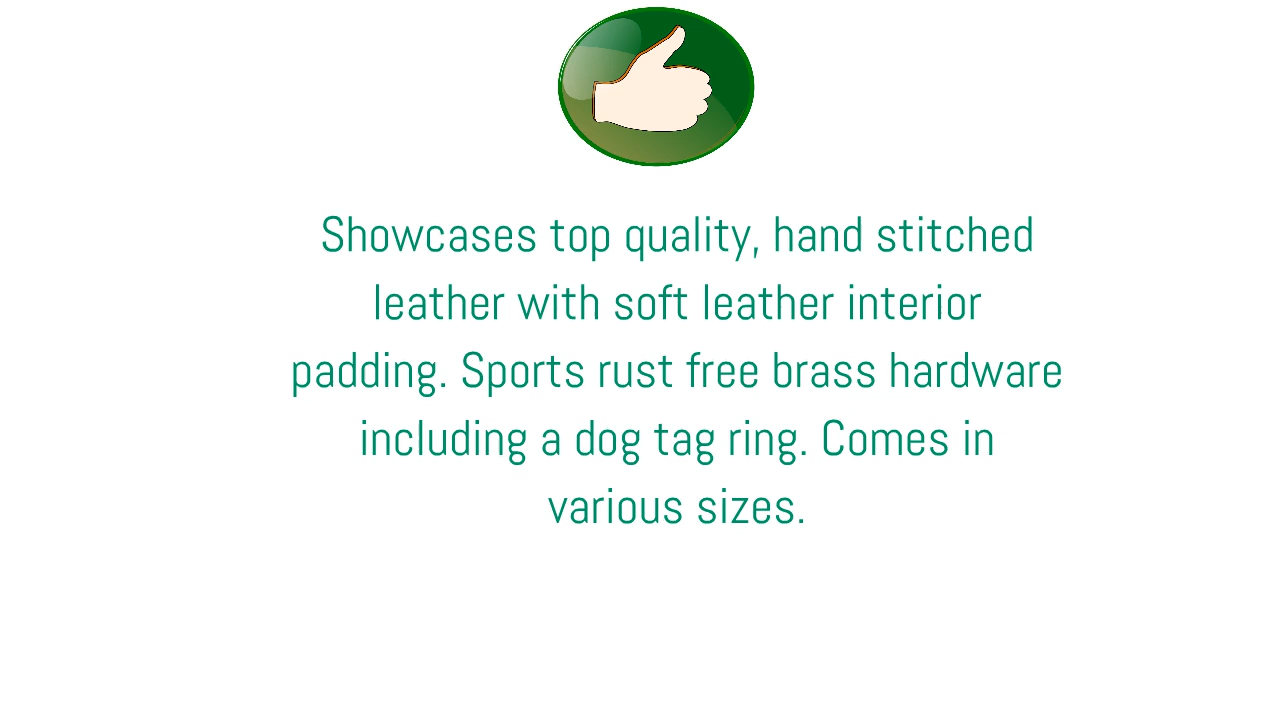 Showcases top quality, hand stitched
leather with soft leather interior
padding. Sports rust free brass hardware
including a dog tag ring. Comes in
various sizes.